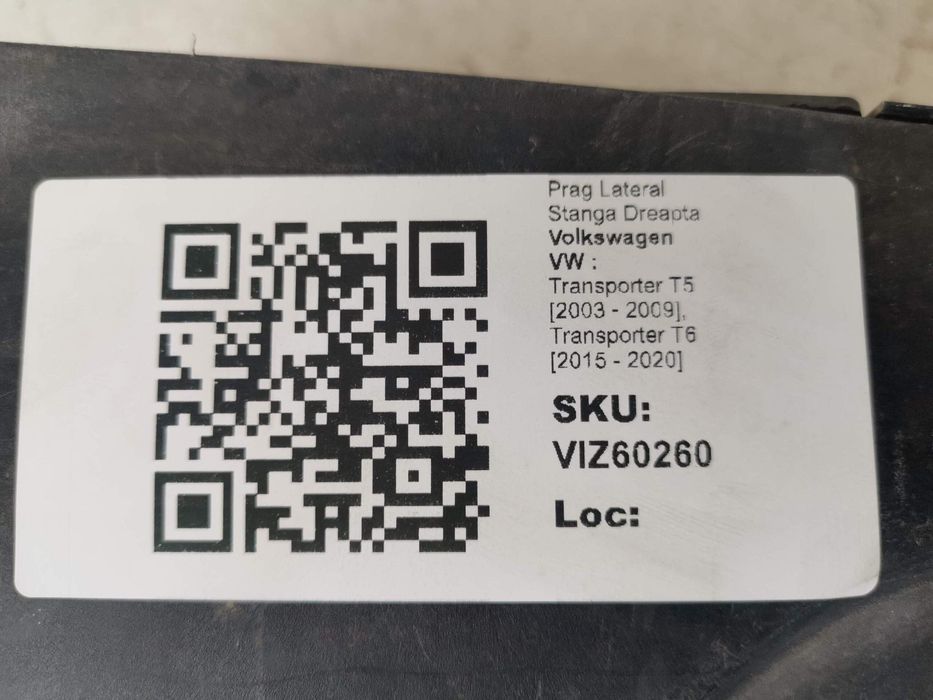 Prag Lateral
Stanga Dreapta
Volkswagen
VW :
Transporter T5
[2003 - 2009],
Transporter T6
[2015 - 2020]
SKU:
VIZ60260
Loc: